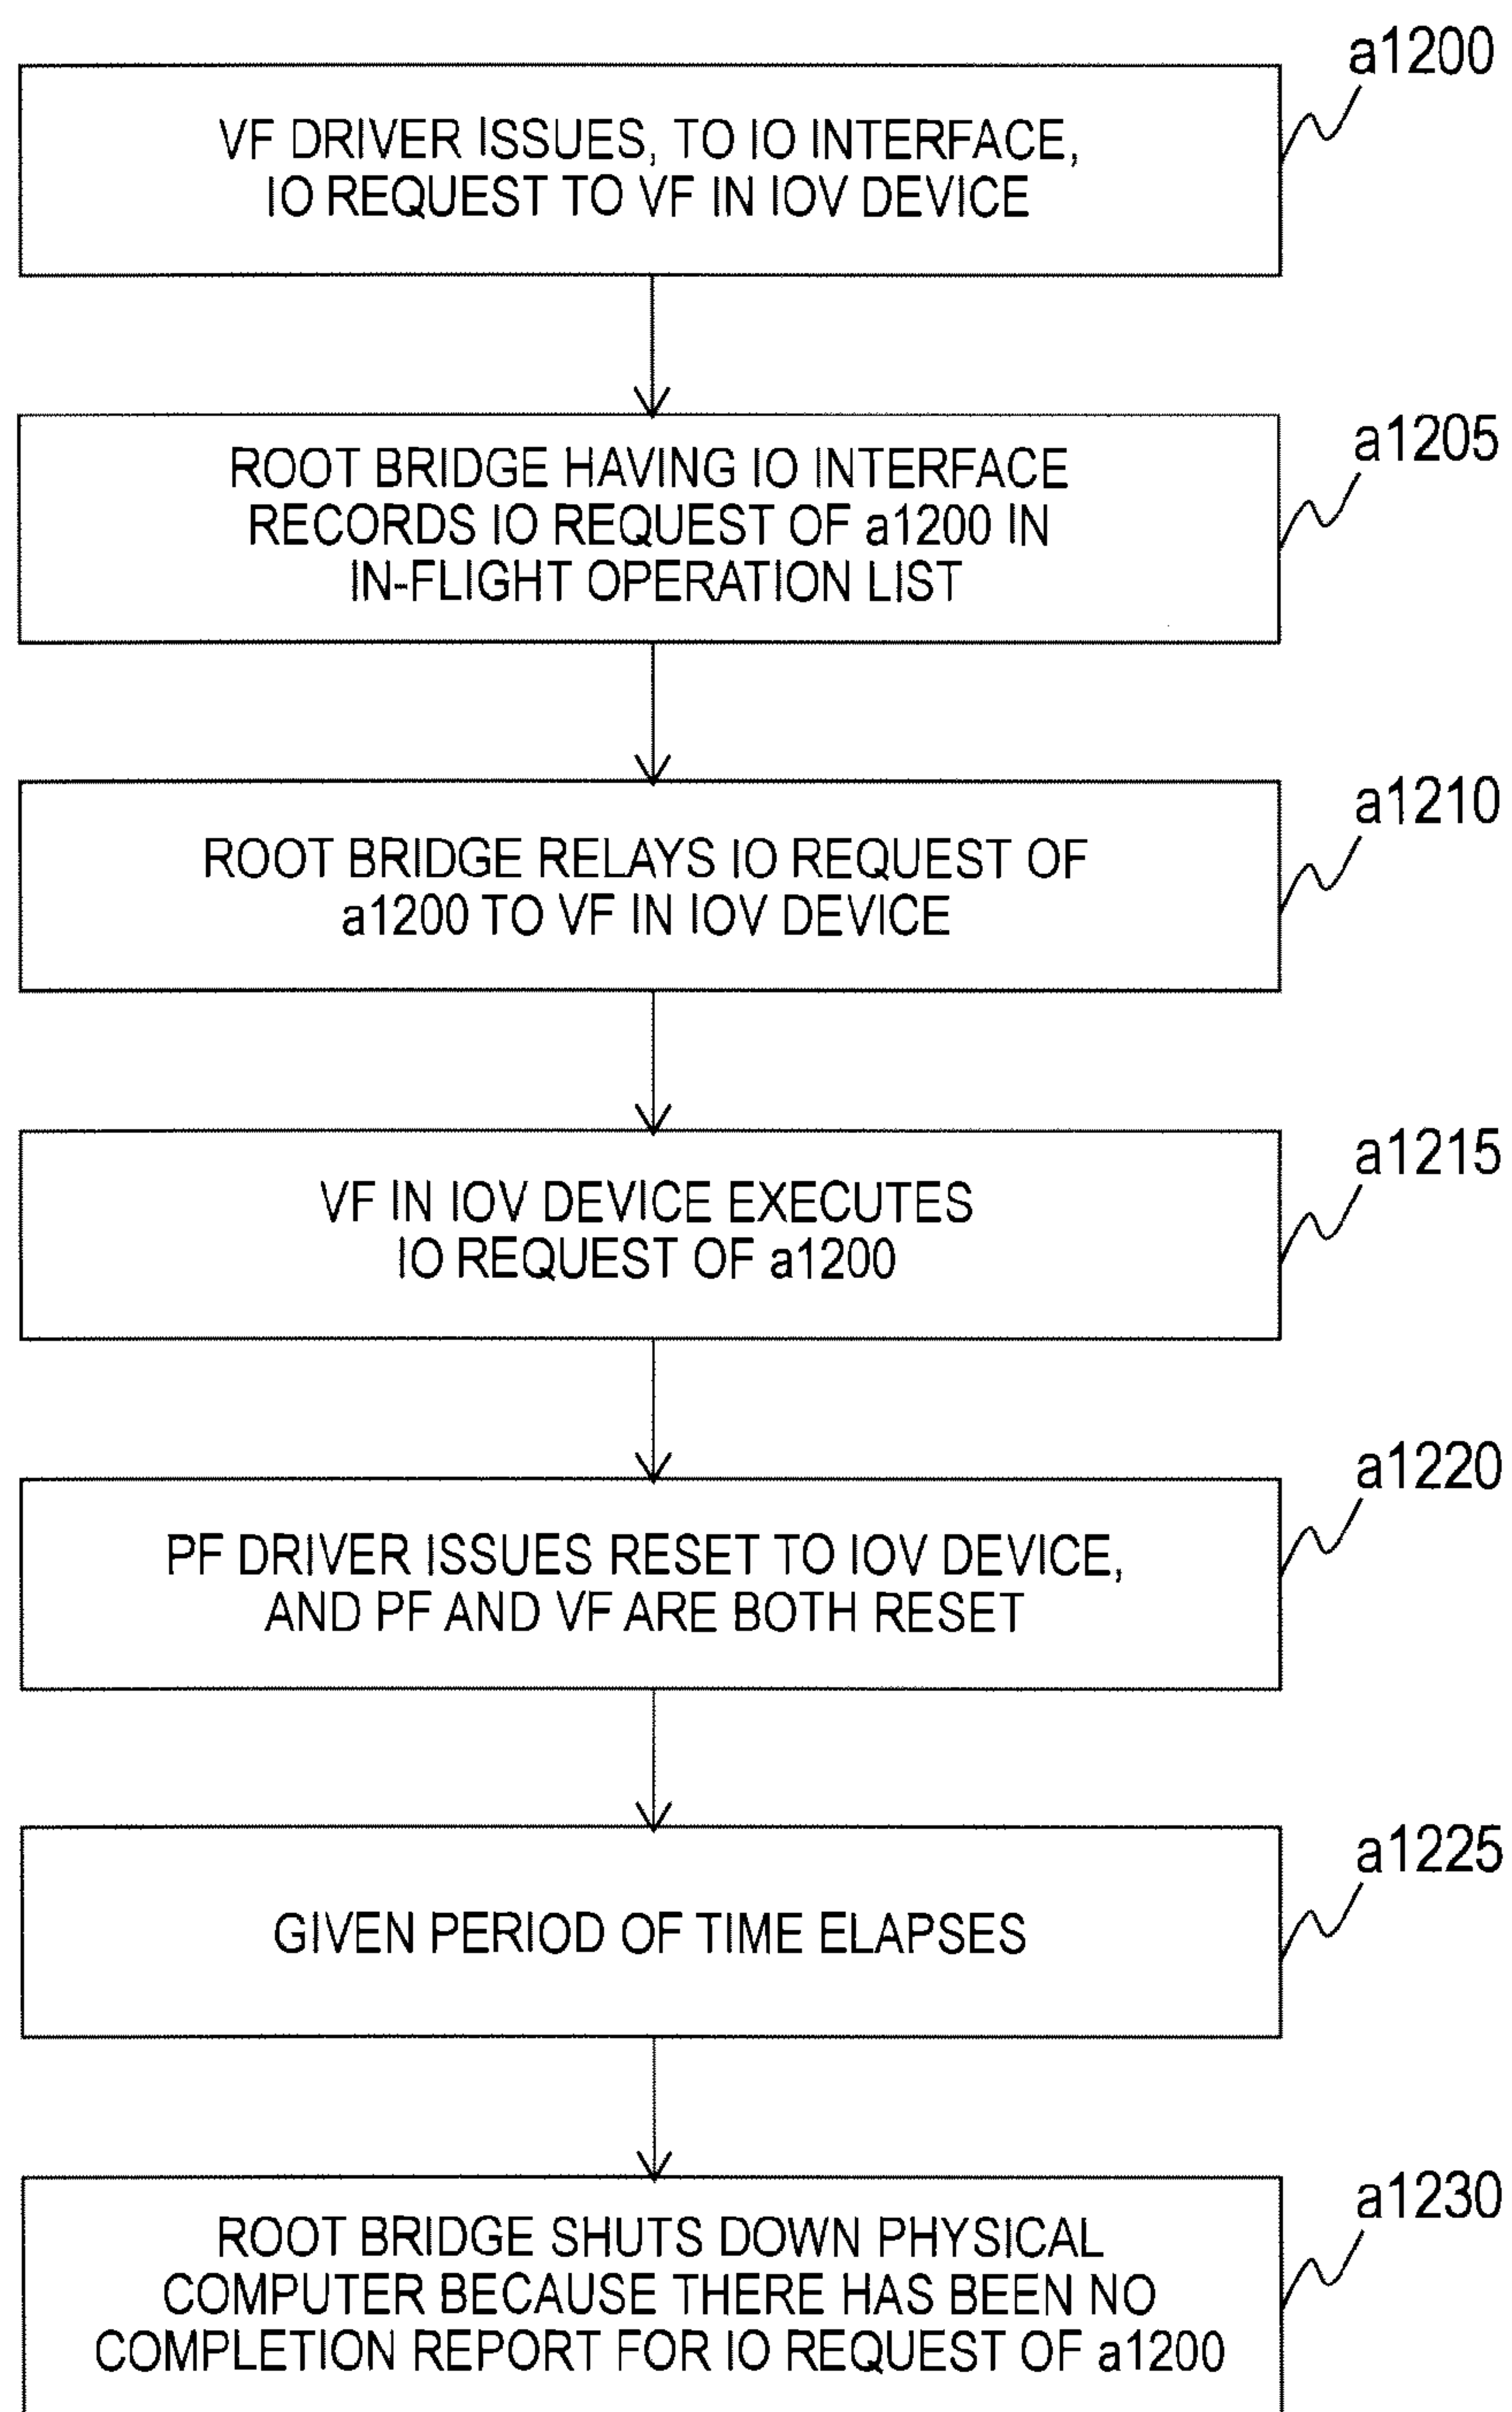 a1200
VF DRIVER ISSUES, TO IO INTERFACE,
IO REQUEST TO VF IN IOV DEVICE
a1205
ROOT BRIDGE HAVING IO INTERFACE
RECORDS IO REQUEST OF a1200 IN
IN-FLIGHT OPERATION LIST
a1210
ROOT BRIDGE RELAYS IO REQUEST OF
a1200 TO VF IN IOV DEVICE
a1215
VF IN IOV DEVICE EXECUTES
IO REQUEST OF a1200
a1220
PF DRIVER ISSUES RESET TO IOV DEVICE,
AND PF AND VF ARE BOTH RESET
a1225
GIVEN PERIOD OF TIME ELAPSES
a1230
ROOT BRIDGE SHUTS DOWN PHYSICAL
COMPUTER BECAUSE THERE HAS BEEN NO
COMPLETION REPORT FOR IO REQUEST OF a1200